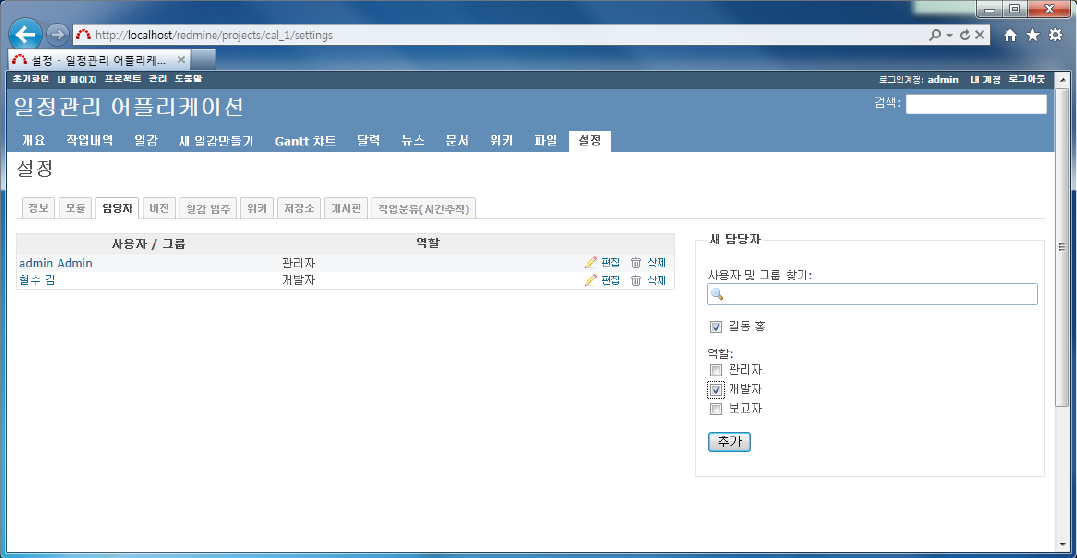 http://localhost/redmine/projects/cal_1/settings
설정 - 일정관리 어플리케...
초기화면 내 페이지 프로젝트 관리 도움말
로그인계정: admin 내 계정 로그아웃
일정관리 어플리케이션
검색:
개요 작업내역 일감 새 일감만들기 Gantt 차트 달력 뉴스 문서 위키 파일 설정
설정
정보 모듈 담당자 버전 일감 범주 위키 저장소 게시판 작업분류(시간추적)
사용자 / 그룹 역할
admin Admin 관리자 편집 삭제
철수 김 개발자 편집 삭제
새 담당자
사용자 및 그룹 찾기:
길동 홍
역할:
관리자
개발자
보고자
추가